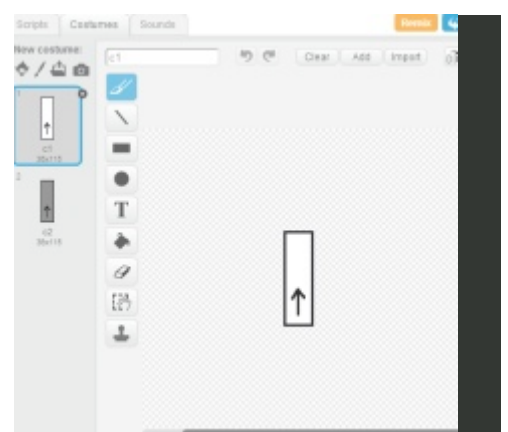 Scripts Costumes Sounds Remix
New costume:
c1 Clear Add Import
1
c1
2
T
c2